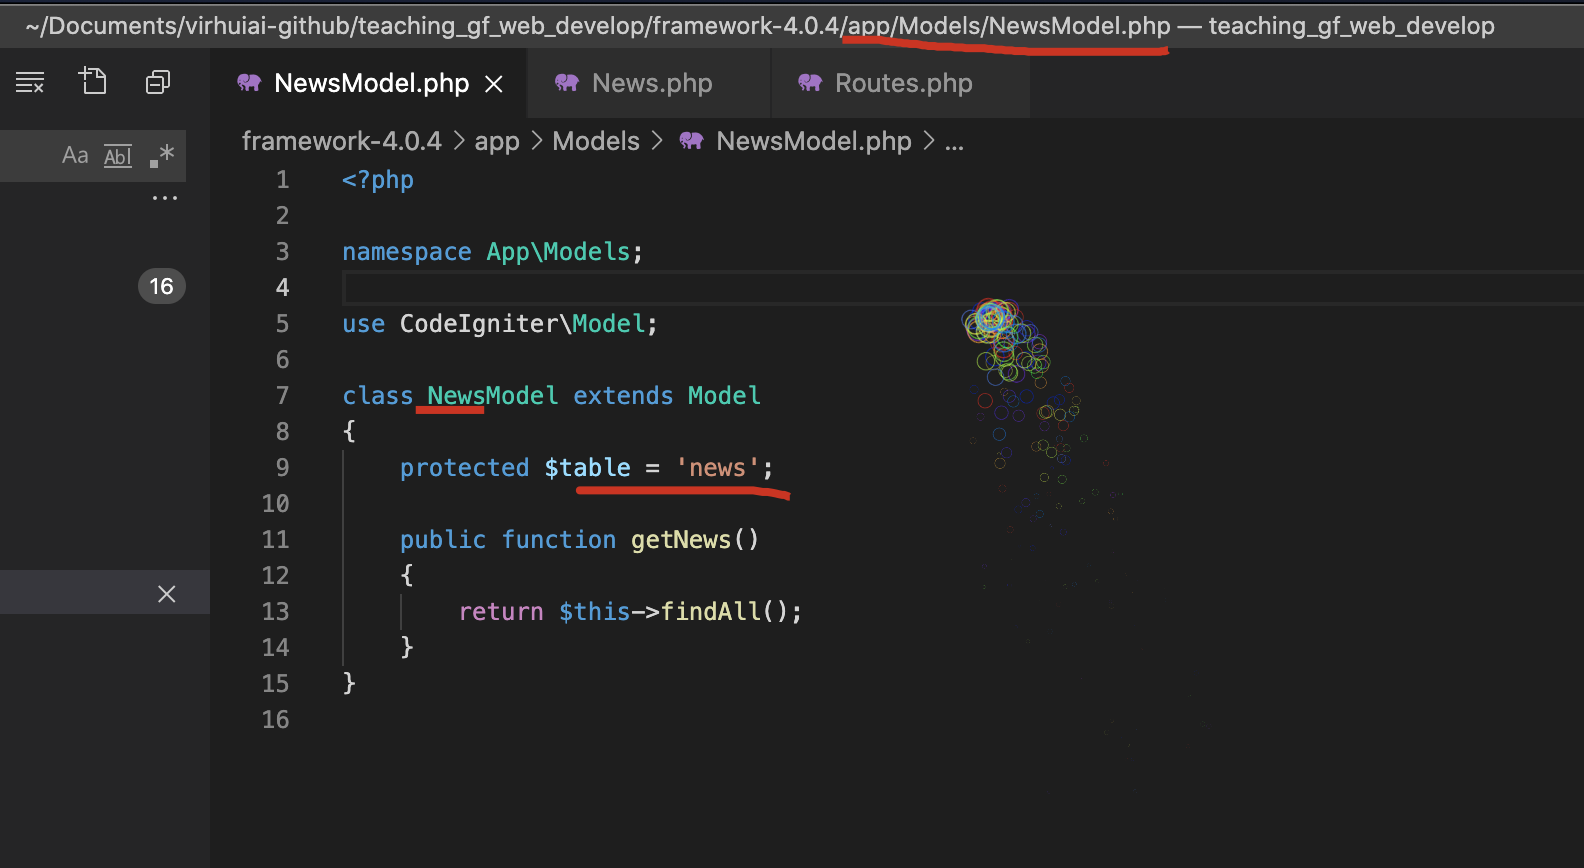 ~/Documents/virhuiai-github/teaching_gf_web_develop/framework-4.0.4/app/Models/NewsModel.php — teaching_gf_web_develop
NewsModel.php News.php Routes.php
Aa Abl .*
...
16
framework-4.0.4 > app > Models > NewsModel.php > ...
1 <?php
2
3 namespace App\Models;
4
5 use CodeIgniter\Model;
6
7 class NewsModel extends Model
8 {
9 protected $table = 'news';
10
11 public function getNews()
12 {
13 return $this->findAll();
14 }
15 }
16